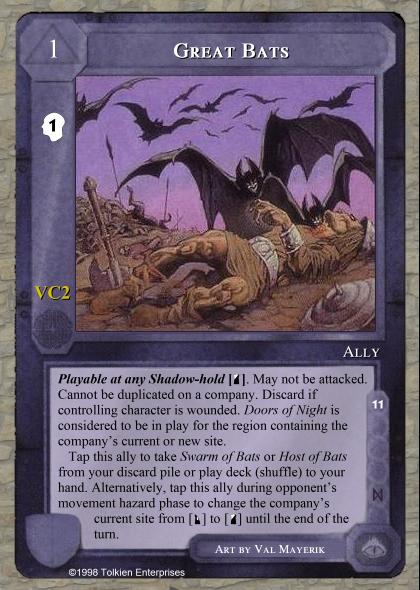 1
GREAT BATS
1
VC2
ALLY
Playable at any Shadow-hold [ ]. May not be attacked.
Cannot be duplicated on a company. Discard if
controlling character is wounded. Doors of Night is
considered to be in play for the region containing the
company's current or new site.
11
Tap this ally to take Swarm of Bats or Host of Bats
from your discard pile or play deck (shuffle) to your
hand. Alternatively, tap this ally during opponent's
movement hazard phase to change the company's
current site from [ ] to [ ] until the end of the
turn.
ART BY VAL MAYERIK
©1998 Tolkien Enterprises